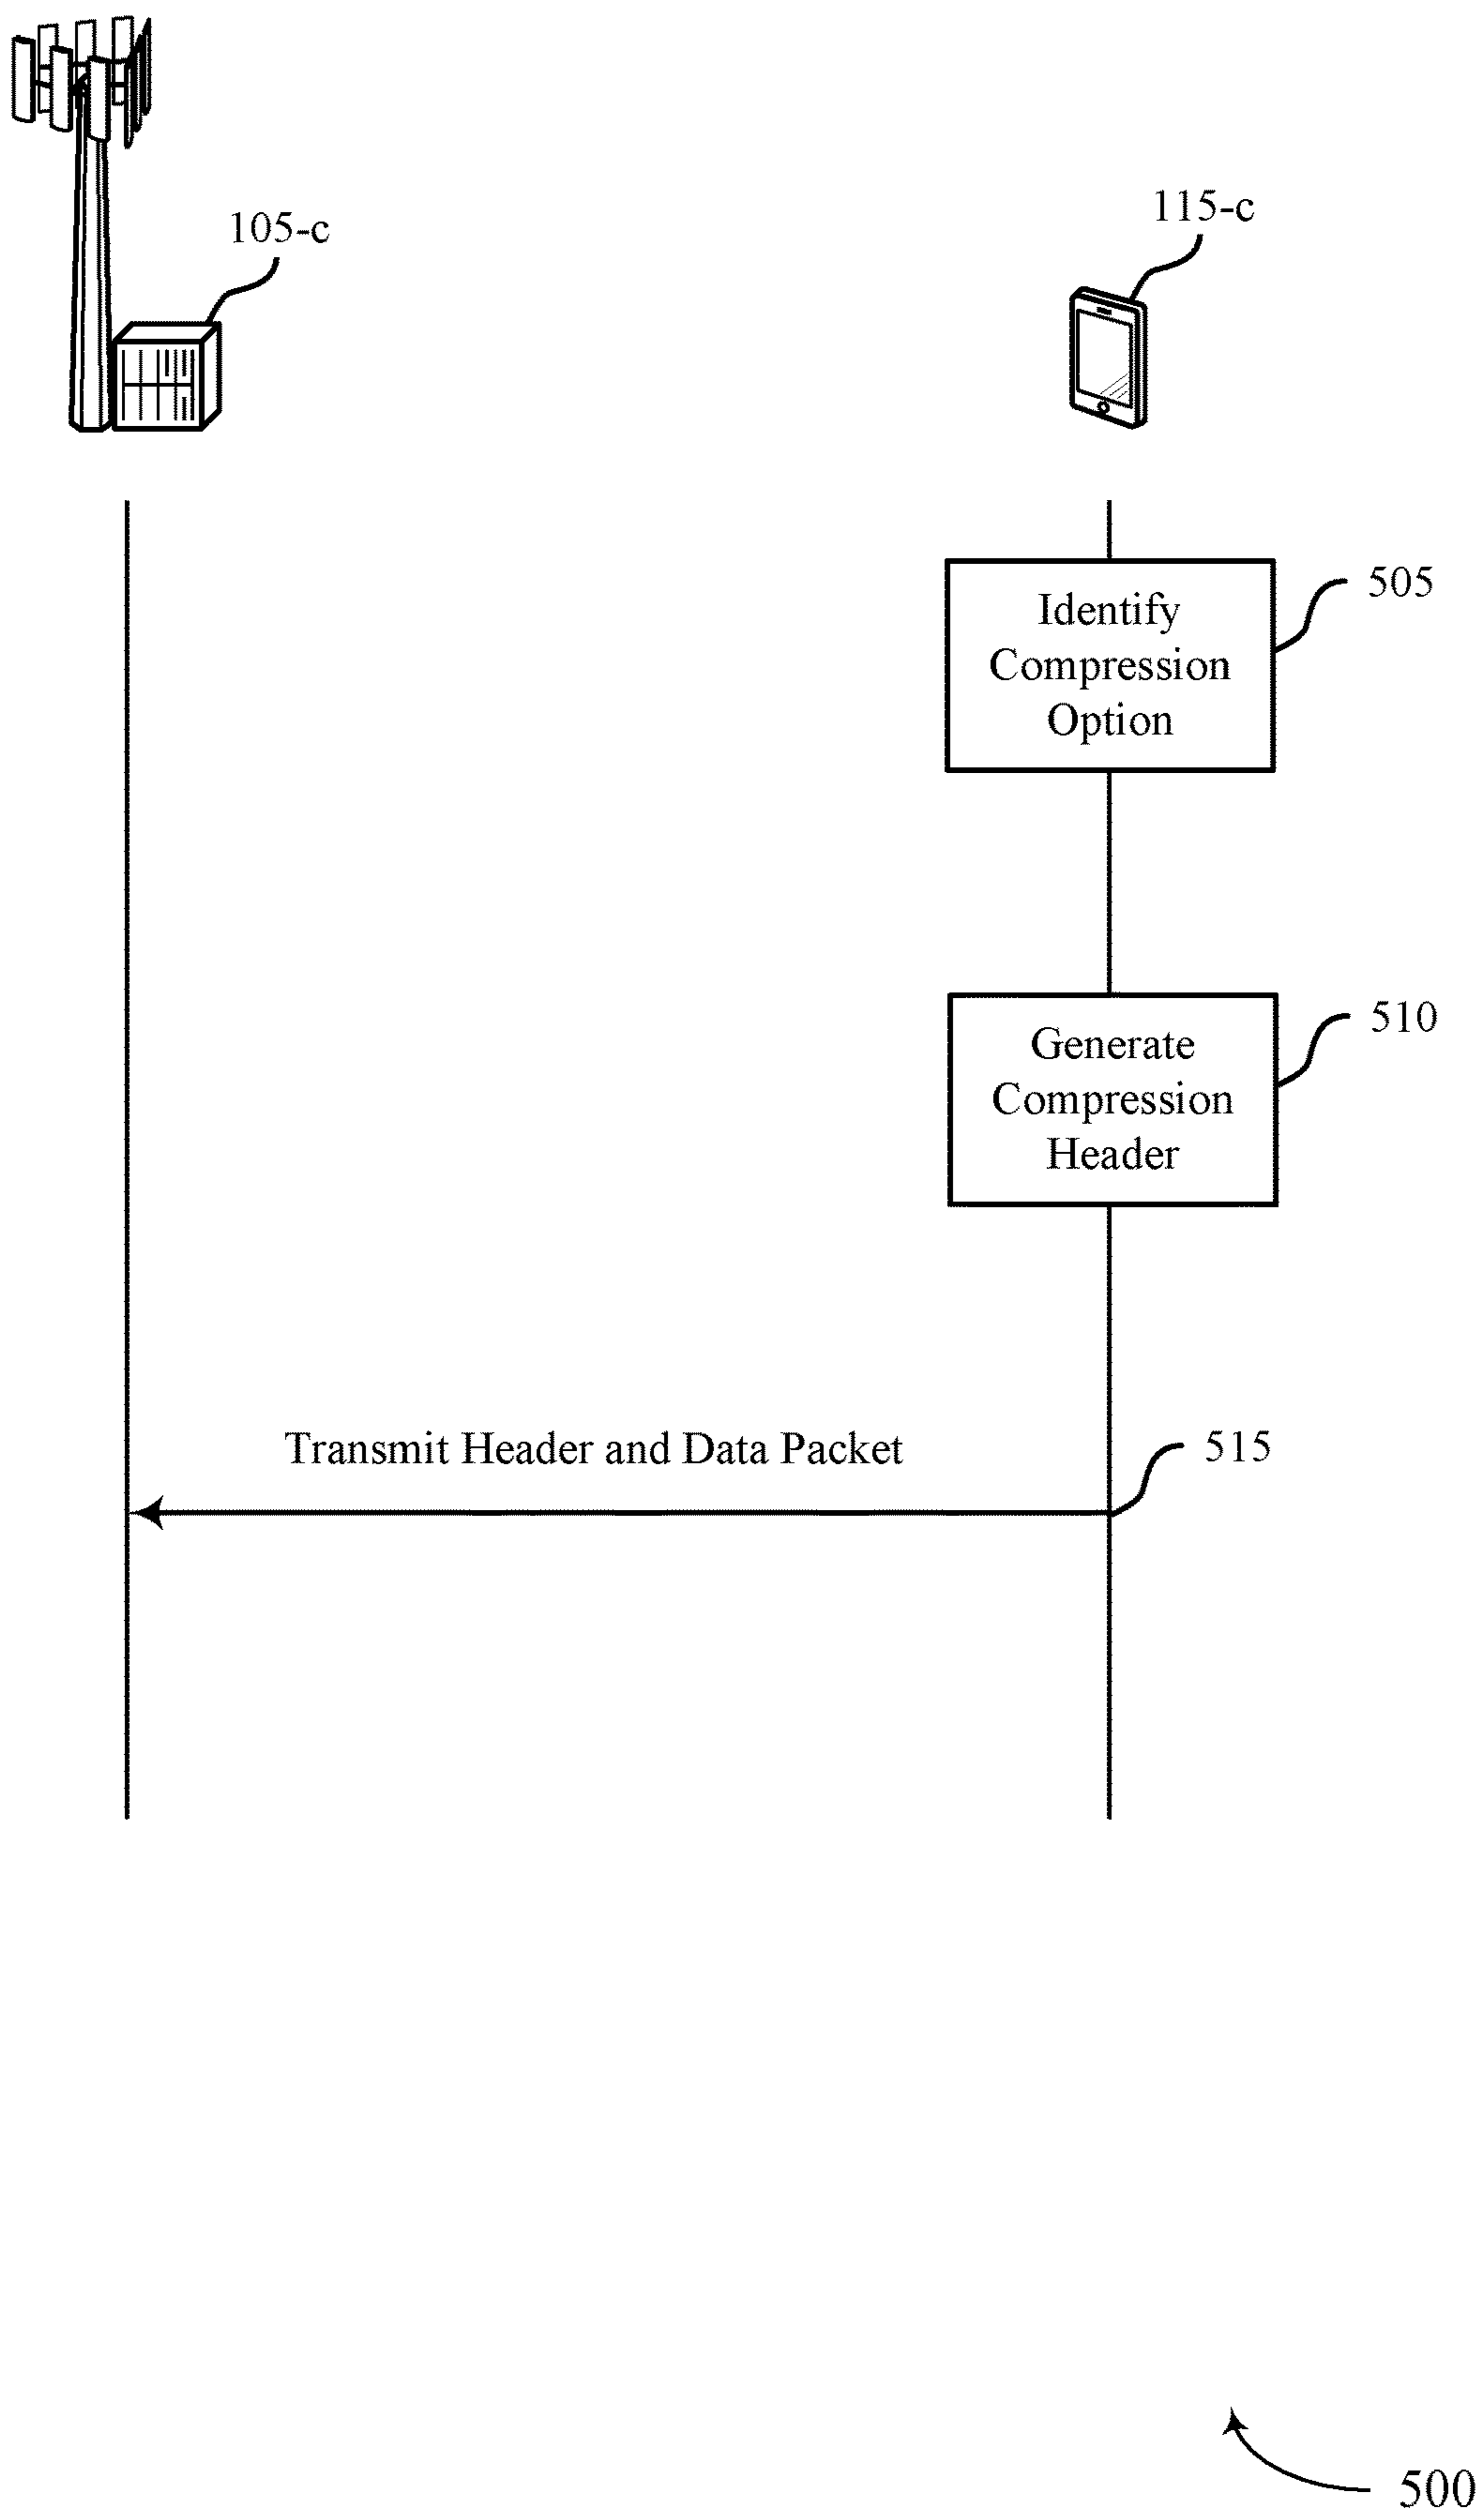 105-c
115-c
505
Identify
Compression
Option
510
Generate
Compression
Header
Transmit Header and Data Packet
515
500